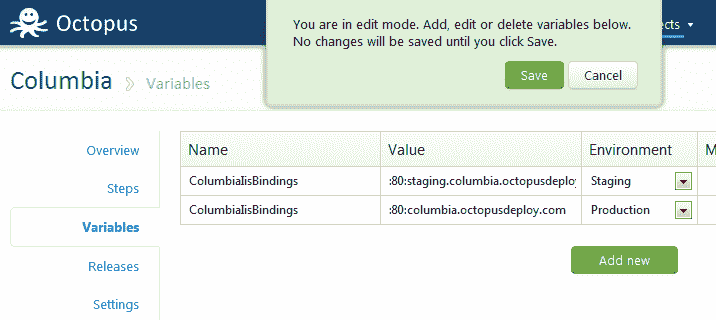 Octopus
You are in edit mode. Add, edit or delete variables below.
No changes will be saved until you click Save.
Save Cancel
Columbia Variables
Overview
Steps
Variables
Releases
Settings
Name Value Environment
ColumbiaIisBindings :80:staging.columbia.octopusdeploy Staging
ColumbiaIisBindings :80:columbia.octopusdeploy.com Production
Add new